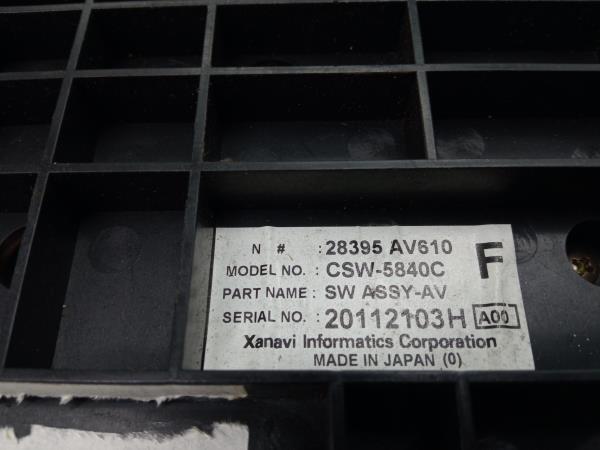 N # : 28395 AV610
MODEL NO. : CSW-5840C
PART NAME : SW ASSY-AV
SERIAL NO. : 20112103H A00
F
Xanavi Informatics Corporation
MADE IN JAPAN (0)